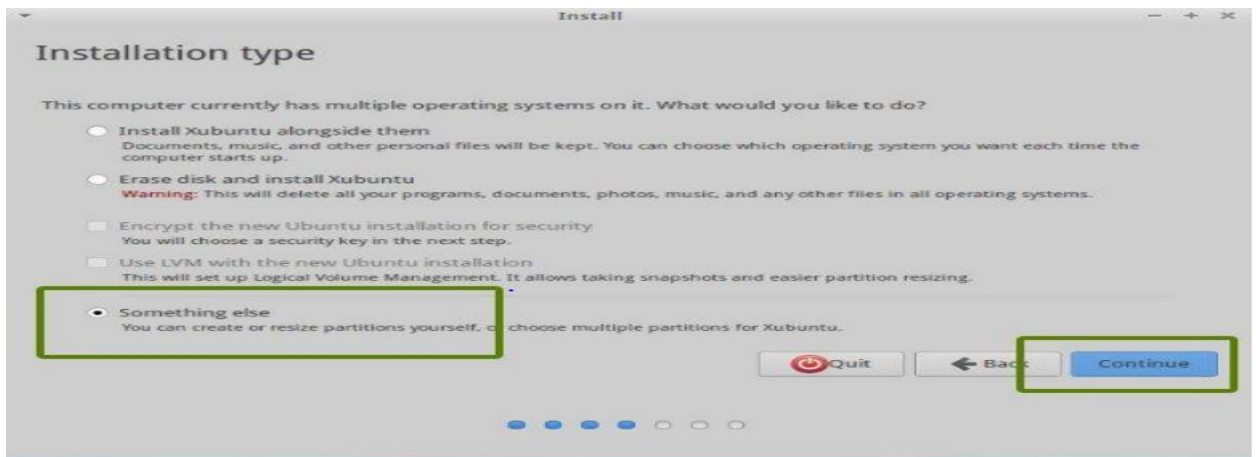 Install
Installation type
This computer currently has multiple operating systems on it. What would you like to do?
Install Xubuntu alongside them
Documents, music, and other personal files will be kept. You can choose which operating system you want each time the
computer starts up.
Erase disk and install Xubuntu
Warning: This will delete all your programs, documents, photos, music, and any other files in all operating systems.
Encrypt the new Ubuntu installation for security
You will choose a security key in the next step.
Use LVM with the new Ubuntu installation
This will set up Logical Volume Management. It allows taking snapshots and easier partition resizing.
Something else
You can create or resize partitions yourself, or choose multiple partitions for Xubuntu.
Quit Back Continue